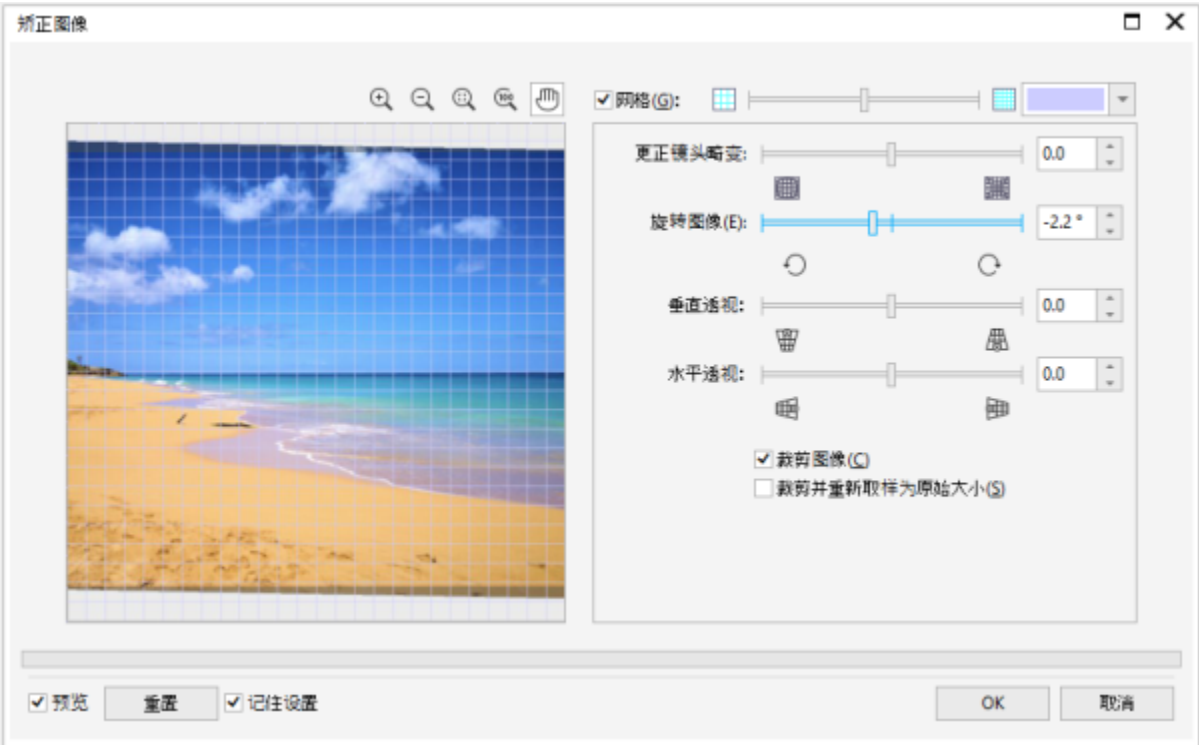 矫正图像
网格(G):
更正镜头畸变: 0.0
旋转图像(E): -2.2 °
垂直透视: 0.0
水平透视: 0.0
裁剪图像(C)
裁剪并重新取样为原始大小(S)
预览 重置 记住设置 OK 取消